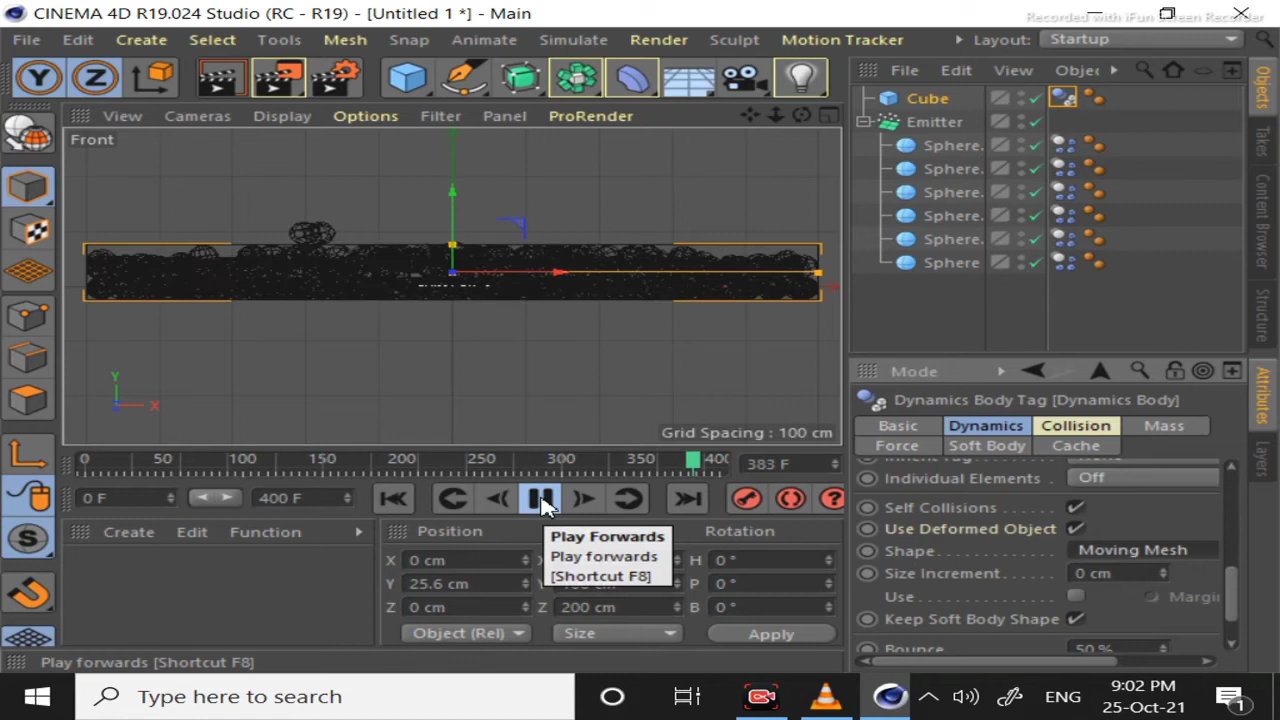 CINEMA 4D R19.024 Studio (RC - R19) - [Untitled 1 *] - Main
Recorded with iFun Screen Recorder
File Edit Create Select Tools Mesh Snap Animate Simulate Render Sculpt Motion Tracker Layout: Startup
View Cameras Display Options Filter Panel ProRender
Front
Grid Spacing : 100 cm
File Edit View Objec
Cube
Emitter
Sphere.
Sphere.
Sphere.
Sphere.
Sphere.
Sphere
Objects
Takes
Content Browser
Structure
Attributes
Layers
0 50 100 150 200 250 300 350 400 383 F
0 F 400 F
Create Edit Function
Position Rotation
X 0 cm H 0 °
Y 25.6 cm P 0 °
Z 0 cm Z 200 cm B 0 °
Object (Rel) Size Apply
Play Forwards
Play forwards
[Shortcut F8]
Mode
Dynamics Body Tag [Dynamics Body]
Basic Dynamics Collision Mass
Force Soft Body Cache
Individual Elements Off
Self Collisions
Use Deformed Object
Shape Moving Mesh
Size Increment 0 cm
Use Margi
Keep Soft Body Shape
Bounce 50 %
Play forwards [Shortcut F8]
Type here to search
ENG
9:02 PM
25-Oct-21
1